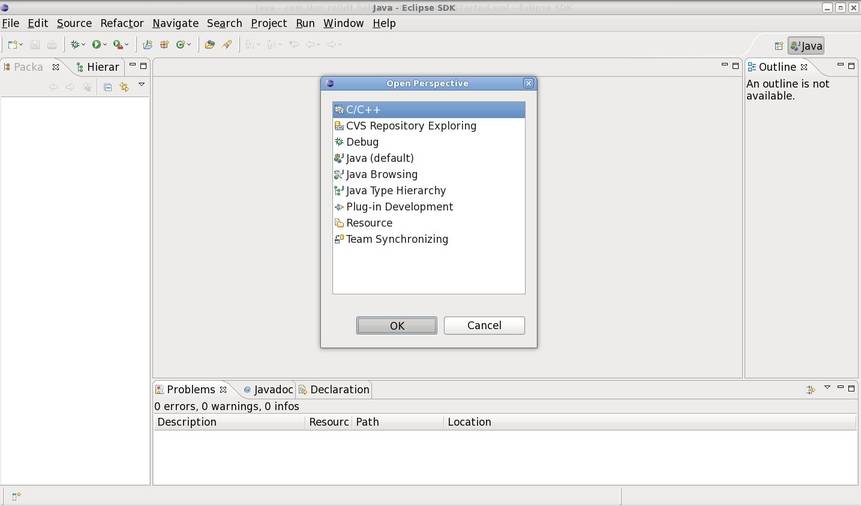 Java - Eclipse SDK
File Edit Source Refactor Navigate Search Project Run Window Help
Java
Packa
Hierar
Outline
An outline is not
available.
Open Perspective
C/C++
CVS Repository Exploring
Debug
Java (default)
Java Browsing
Java Type Hierarchy
Plug-in Development
Resource
Team Synchronizing
OK Cancel
Problems Javadoc Declaration
0 errors, 0 warnings, 0 infos
Description Resourc Path Location